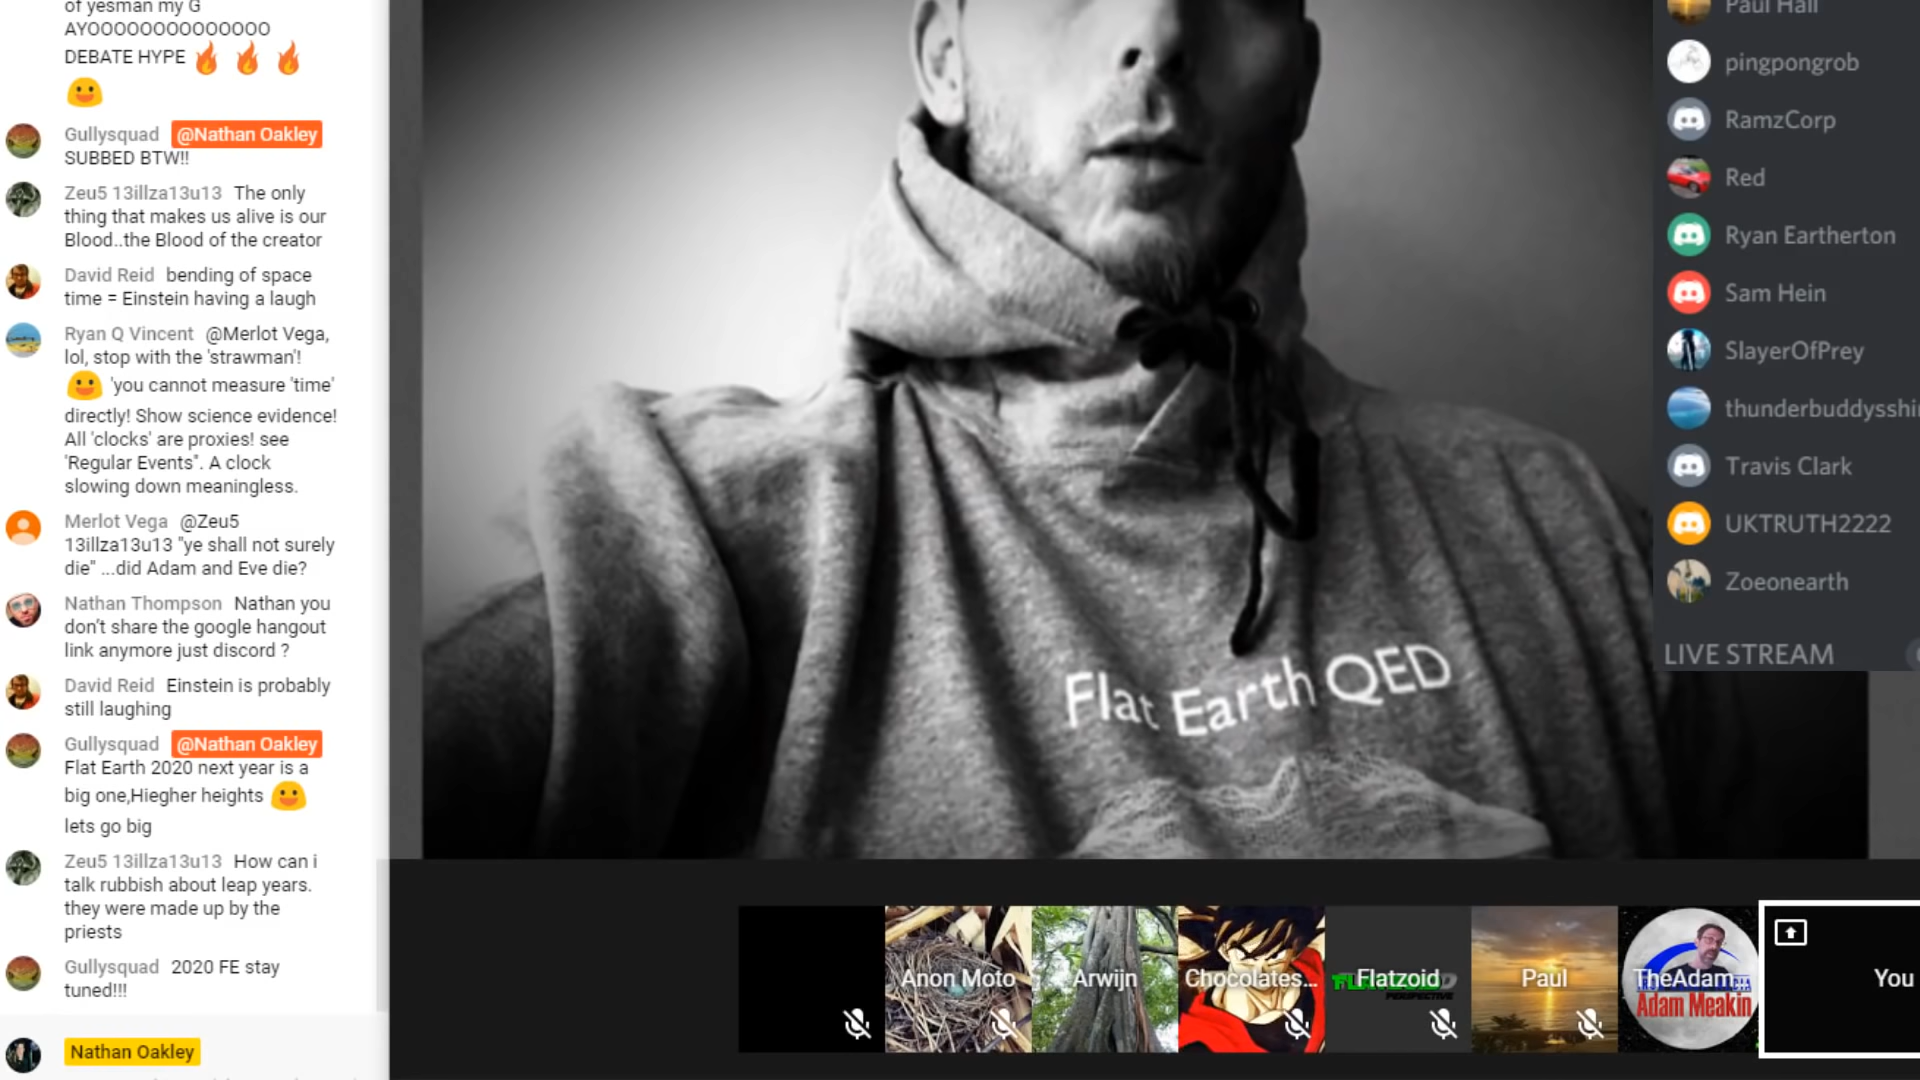 of yesman my G
AYOOOOOOOOOOOOOO
DEBATE HYPE
Gullysquad @Nathan Oakley
SUBBED BTW!!
Zeu5 13illza13u13 The only
thing that makes us alive is our
Blood..the Blood of the creator
David Reid bending of space
time = Einstein having a laugh
Ryan Q Vincent @Merlot Vega,
lol, stop with the 'strawman'!
'you cannot measure 'time'
directly! Show science evidence!
All 'clocks' are proxies! see
'Regular Events". A clock
slowing down meaningless.
Merlot Vega @Zeu5
13illza13u13 "ye shall not surely
die" ...did Adam and Eve die?
Nathan Thompson Nathan you
don't share the google hangout
link anymore just discord ?
David Reid Einstein is probably
still laughing
Gullysquad @Nathan Oakley
Flat Earth 2020 next year is a
big one,Hiegher heights
lets go big
Zeu5 13illza13u13 How can i
talk rubbish about leap years.
they were made up by the
priests
Gullysquad 2020 FE stay
tuned!!!
Nathan Oakley
Flat Earth QED
Paul Hall
pingpongrob
RamzCorp
Red
Ryan Eartherton
Sam Hein
SlayerOfPrey
thunderbuddysshi
Travis Clark
UKTRUTH2222
Zoeonearth
LIVE STREAM
Anon Moto
Arwijn
Chocolates...
Flatzoid
PERSPECTIVE
Paul
TheAdam...
Adam Meakin
You